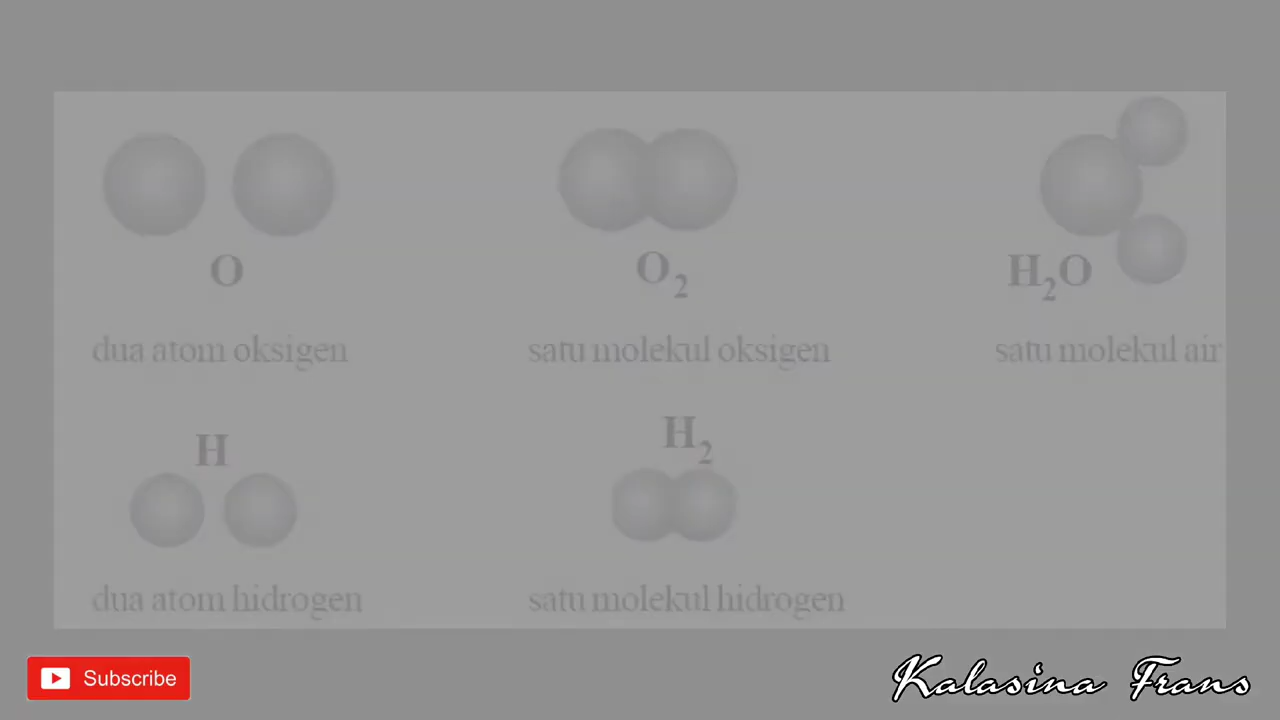 O
O2
H2O
dua atom oksigen
satu molekul oksigen
satu molekul air
H
H2
dua atom hidrogen
satu molekul hidrogen
Subscribe
Kalasina Frans